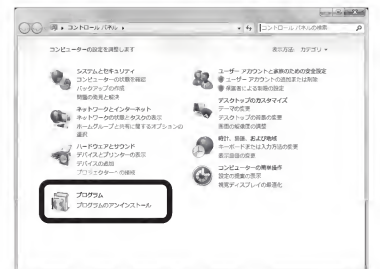 コントロール パネル
コントロール パネルの検索
コンピューターの設定を調整します
表示方法: カテゴリ
システムとセキュリティ
コンピューターの状態を確認
バックアップの作成
問題の発見と解決
ネットワークとインターネット
ネットワークの状態とタスクの表示
ホームグループと共有に関するオプションの
選択
ハードウェアとサウンド
デバイスとプリンターの表示
デバイスの追加
プロジェクターへの接続
プログラム
プログラムのアンインストール
ユーザー アカウントと家族のための安全設定
ユーザー アカウントの追加または削除
保護者による制限の設定
デスクトップのカスタマイズ
テーマの変更
デスクトップの背景の変更
画面の解像度の調整
時計、言語、および地域
キーボードまたは入力方法の変更
表示言語の変更
コンピューターの簡単操作
設定の提案の表示
視覚ディスプレイの最適化